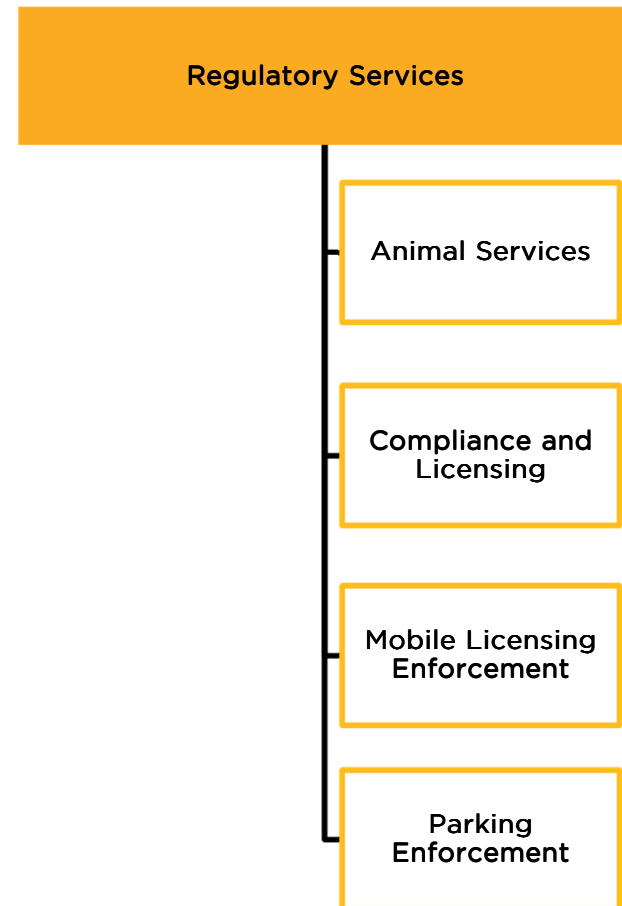 Regulatory Services
Animal Services
Compliance and
Licensing
Mobile Licensing
Enforcement
Parking
Enforcement